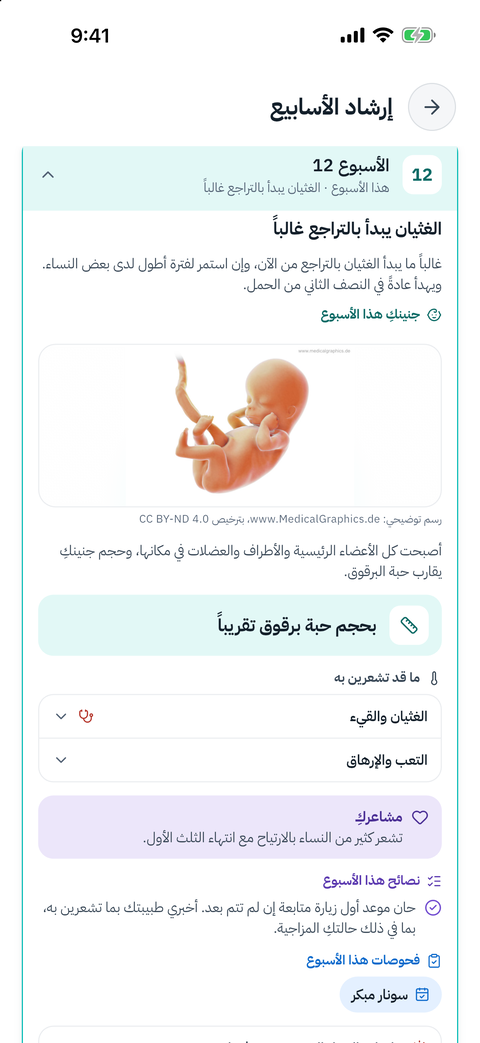 9:41
إرشاد الأسابيع
12
الأسبوع 12
هذا الأسبوع · الغثيان يبدأ بالتراجع غالباً
الغثيان يبدأ بالتراجع غالباً
غالباً ما يبدأ الغثيان بالتراجع من الآن، وإن استمر لفترة أطول لدى بعض النساء.
ويهدأ عادةً في النصف الثاني من الحمل.
جنينكِ هذا الأسبوع
www.medicalgraphics.de
رسم توضيحي: www.MedicalGraphics.de، بترخيص CC BY-ND 4.0
أصبحت كل الأعضاء الرئيسية والأطراف والعضلات في مكانها، وحجم جنينكِ
يقارب حبة البرقوق.
بحجم حبة برقوق تقريباً
ما قد تشعرين به
الغثيان والقيء
التعب والإرهاق
مشاعركِ
تشعر كثير من النساء بالارتياح مع انتهاء الثلث الأول.
نصائح هذا الأسبوع
حان موعد أول زيارة متابعة إن لم تتم بعد. أخبري طبيبتك بما تشعرين به،
بما في ذلك حالتكِ المزاجية.
فحوصات هذا الأسبوع
سونار مبكر